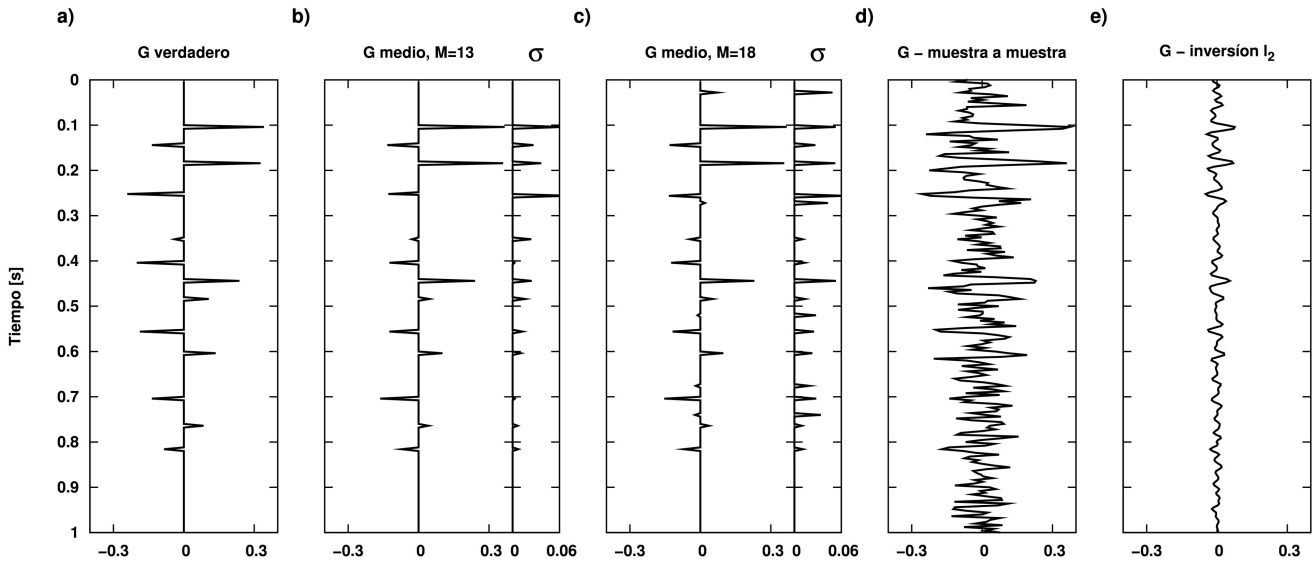 a) b) c) d) e)
G verdadero G medio, M=13 σ G medio, M=18 σ G − muestra a muestra G − inversíon l2
0
0.1
0.2
0.3
0.4
0.5
0.6
0.7
0.8
0.9
1
Tiempo [s]
−0.3 0 0.3 −0.3 0 0.3 0 0.06 −0.3 0 0.3 0 0.06 −0.3 0 0.3 −0.3 0 0.3